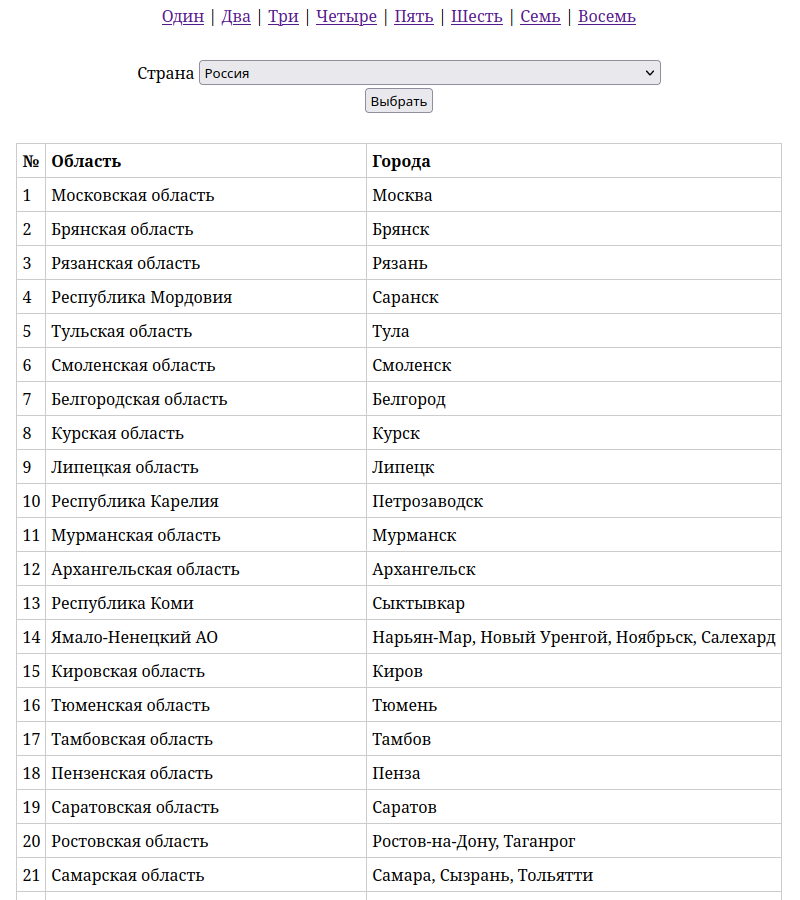 Один | Два | Три | Четыре | Пять | Шесть | Семь | Восемь
Страна Россия
Выбрать
№ Область Города
1 Московская область Москва
2 Брянская область Брянск
3 Рязанская область Рязань
4 Республика Мордовия Саранск
5 Тульская область Тула
6 Смоленская область Смоленск
7 Белгородская область Белгород
8 Курская область Курск
9 Липецкая область Липецк
10 Республика Карелия Петрозаводск
11 Мурманская область Мурманск
12 Архангельская область Архангельск
13 Республика Коми Сыктывкар
14 Ямало-Ненецкий АО Нарьян-Мар, Новый Уренгой, Ноябрьск, Салехард
15 Кировская область Киров
16 Тюменская область Тюмень
17 Тамбовская область Тамбов
18 Пензенская область Пенза
19 Саратовская область Саратов
20 Ростовская область Ростов-на-Дону, Таганрог
21 Самарская область Самара, Сызрань, Тольятти